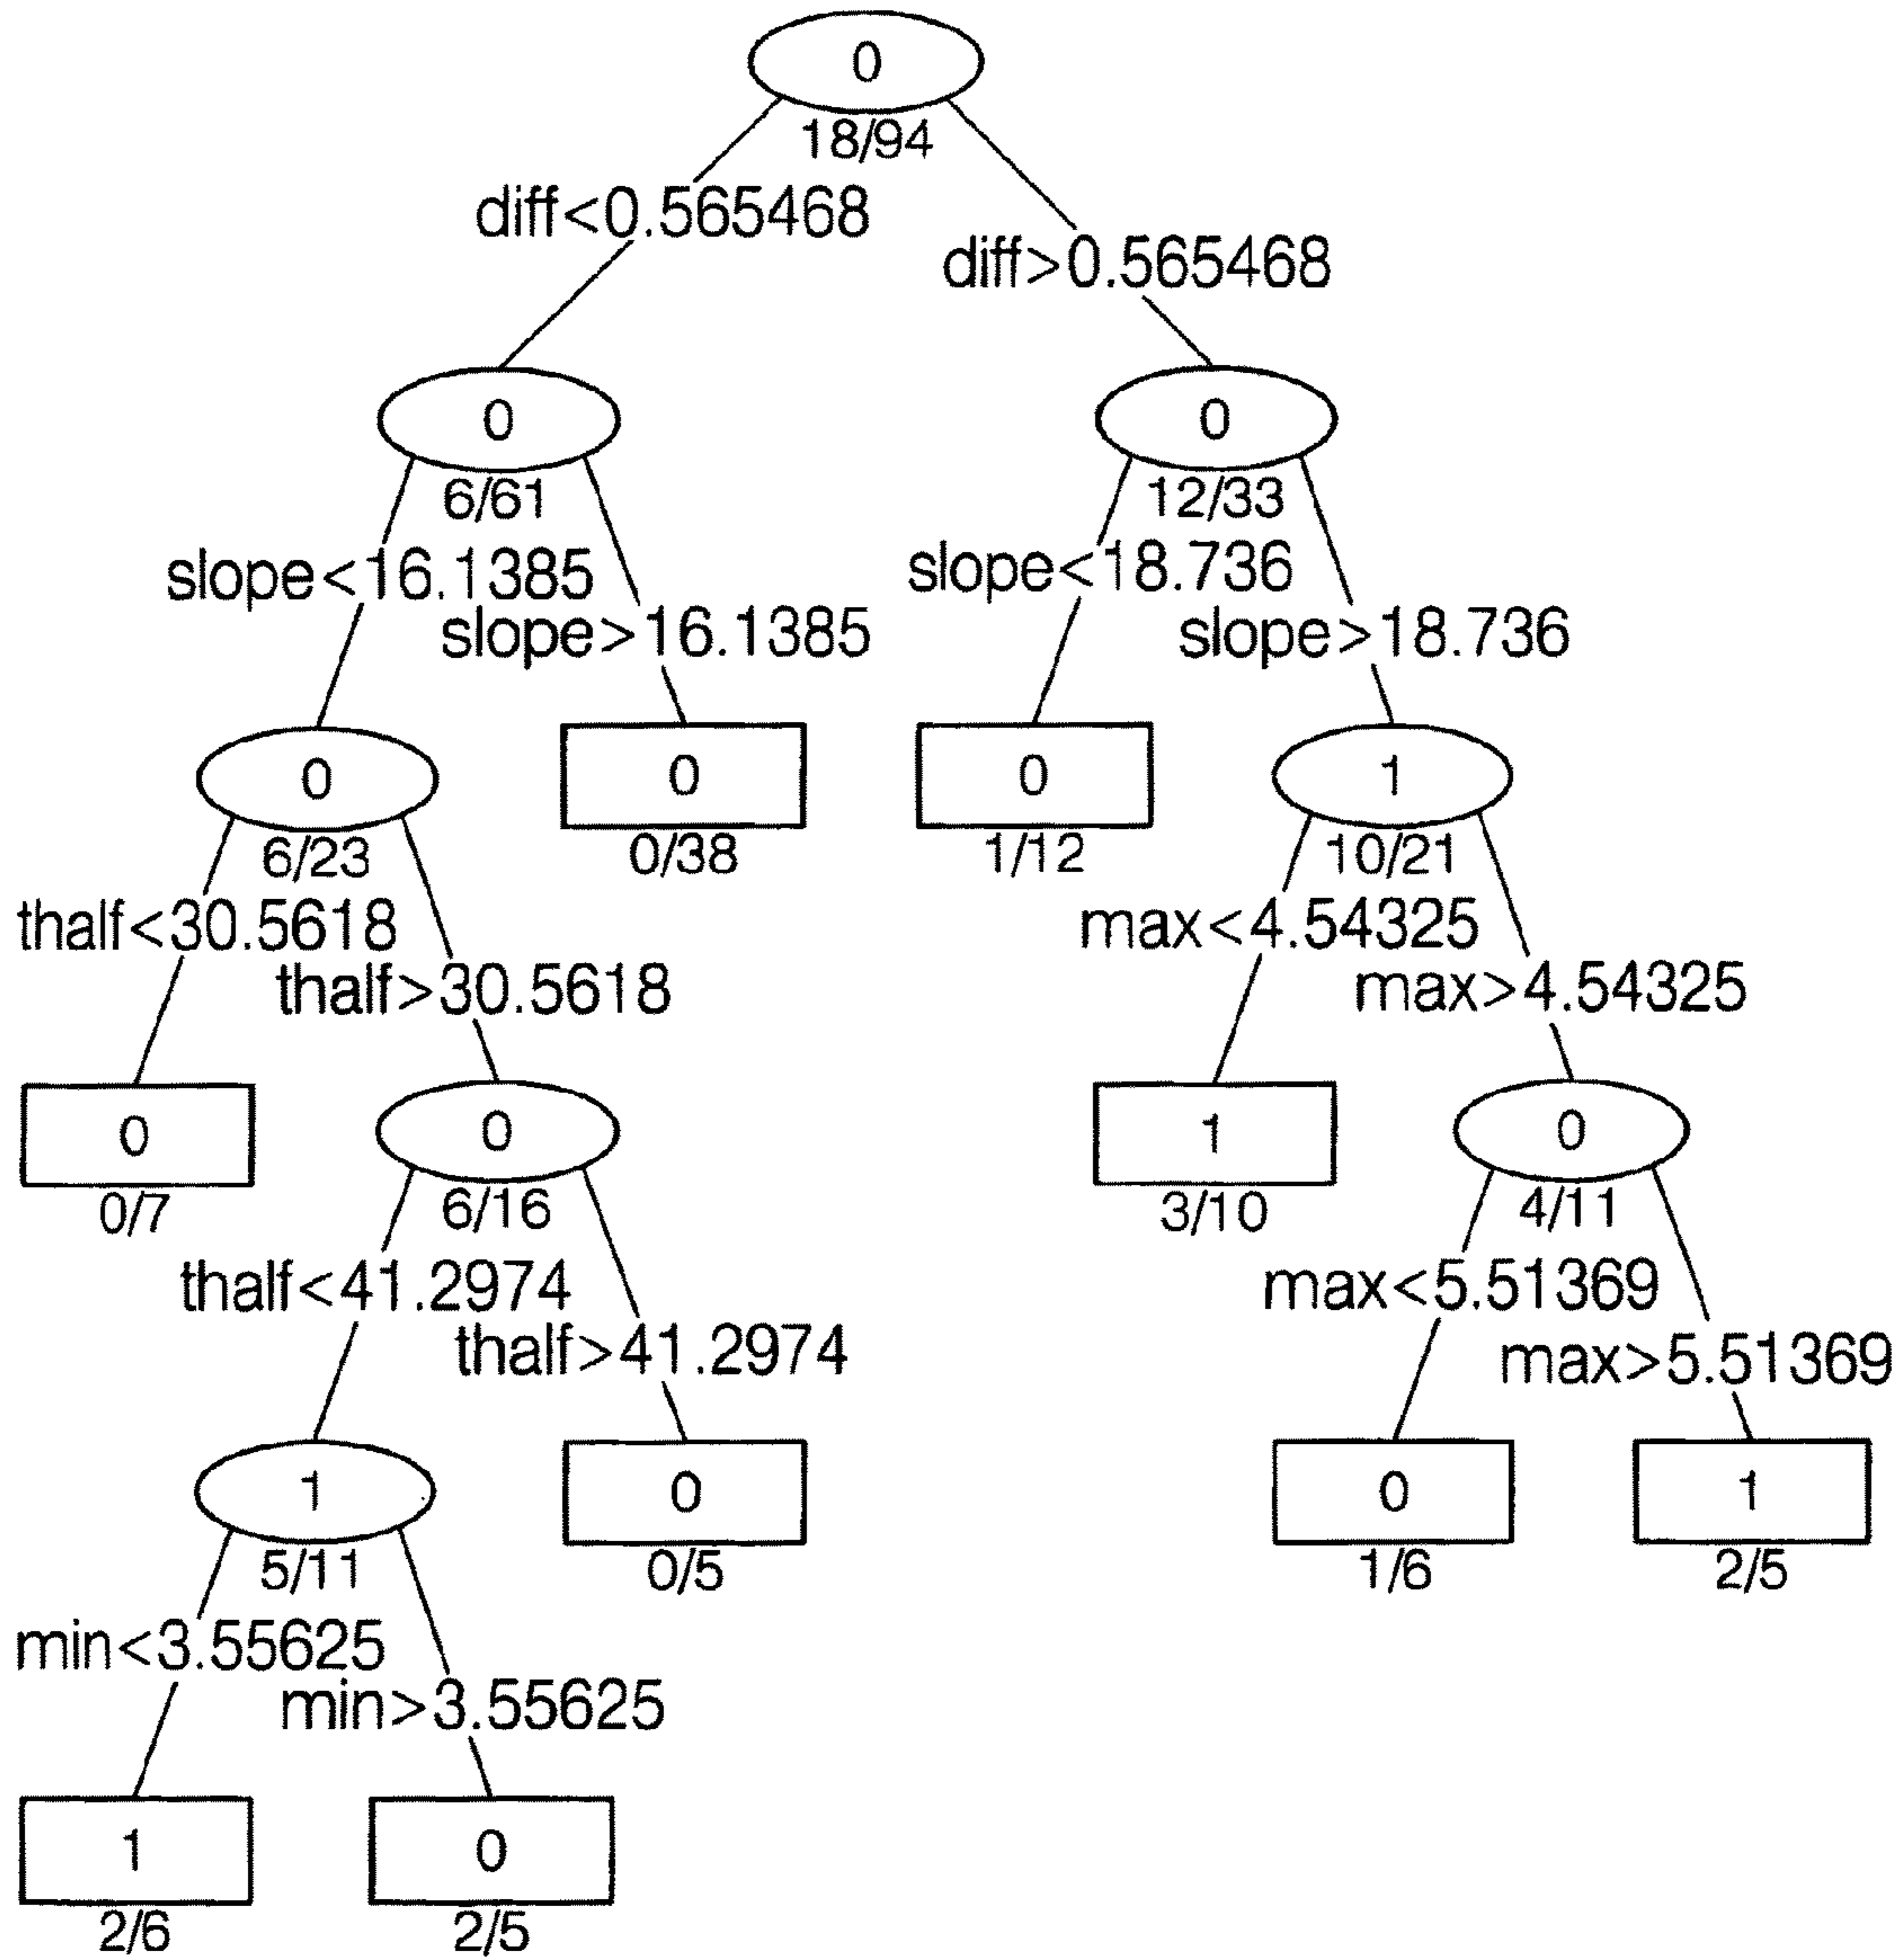 0
18/94
diff<0.565468
diff>0.565468
0
0
6/61
12/33
slope<16.1385
slope>16.1385
slope<18.736
slope>18.736
0
0
0
1
6/23
0/38
1/12
10/21
thalf<30.5618
thalf>30.5618
max<4.54325
max>4.54325
0
0
1
0
0/7
6/16
3/10
4/11
thalf<41.2974
thalf>41.2974
max<5.51369
max>5.51369
1
0
0
1
5/11
0/5
1/6
2/5
min<3.55625
min>3.55625
1
0
2/6
2/5